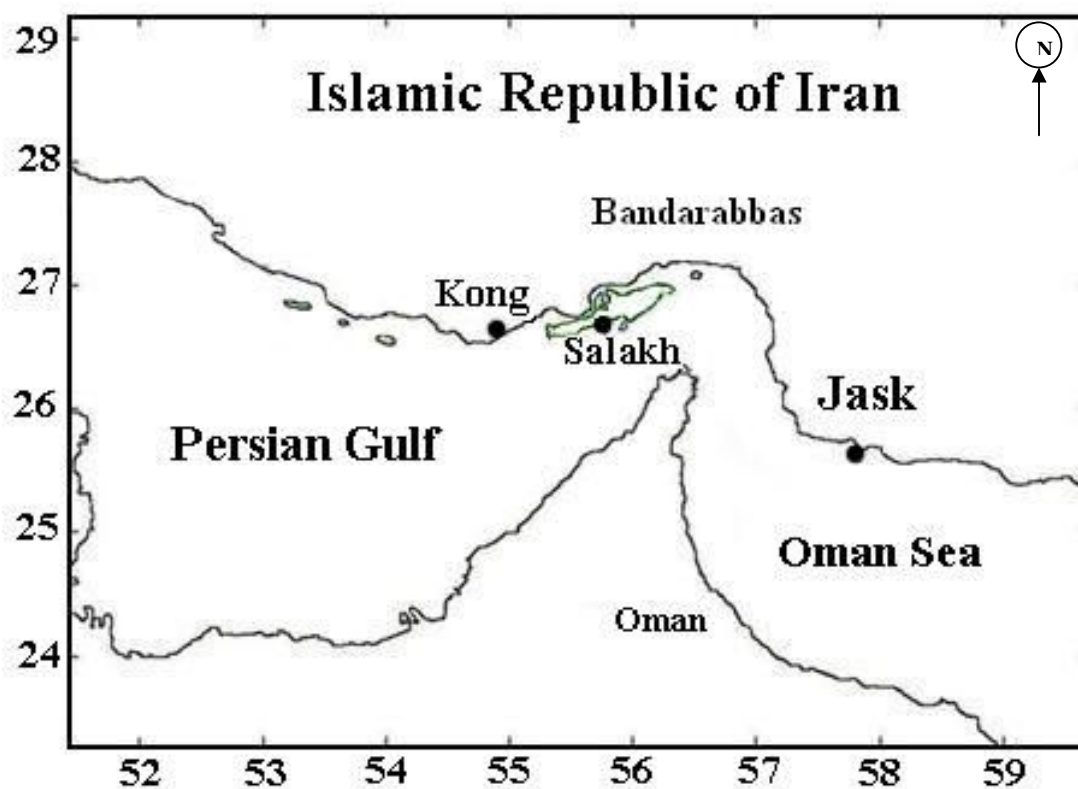 29
N
Islamic Republic of Iran
28
Bandarabbas
27
Kong
Salakh
26
Jask
Persian Gulf
25
Oman Sea
Oman
24
52 53 54 55 56 57 58 59